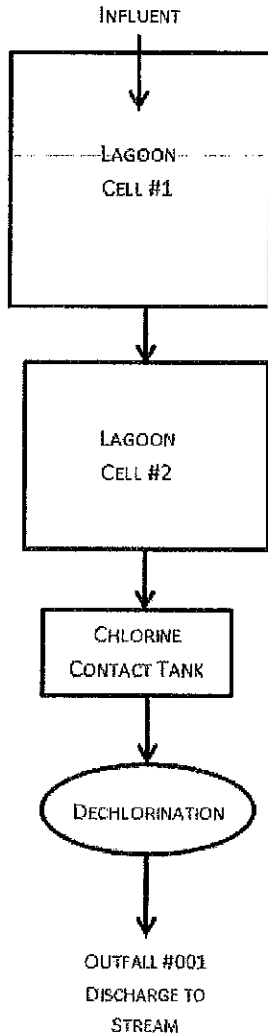 INFLUENT
LAGOON
CELL #1
LAGOON
CELL #2
CHLORINE
CONTACT TANK
DECHLORINATION
OUTFALL #001
DISCHARGE TO
STREAM